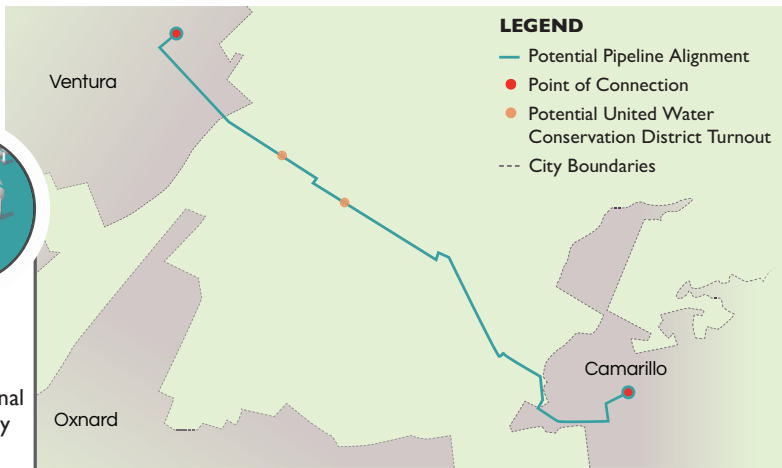 LEGEND
Potential Pipeline Alignment
Point of Connection
Potential United Water
Conservation District Turnout
City Boundaries
Ventura
Camarillo
Oxnard